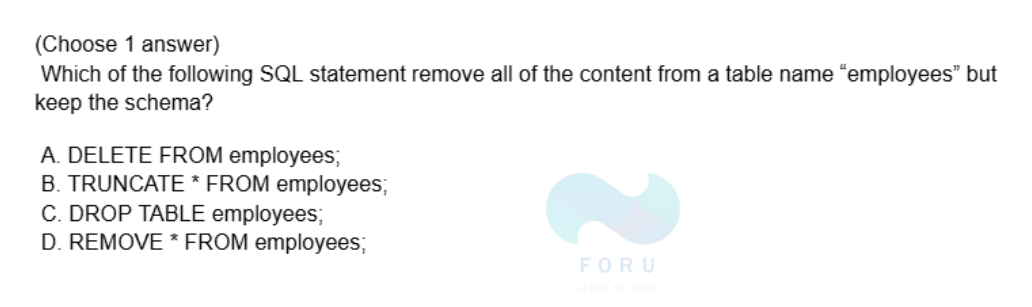 (Choose 1 answer)
Which of the following SQL statement remove all of the content from a table name “employees” but
keep the schema?
A. DELETE FROM employees;
B. TRUNCATE * FROM employees;
C. DROP TABLE employees;
D. REMOVE * FROM employees;
FORU